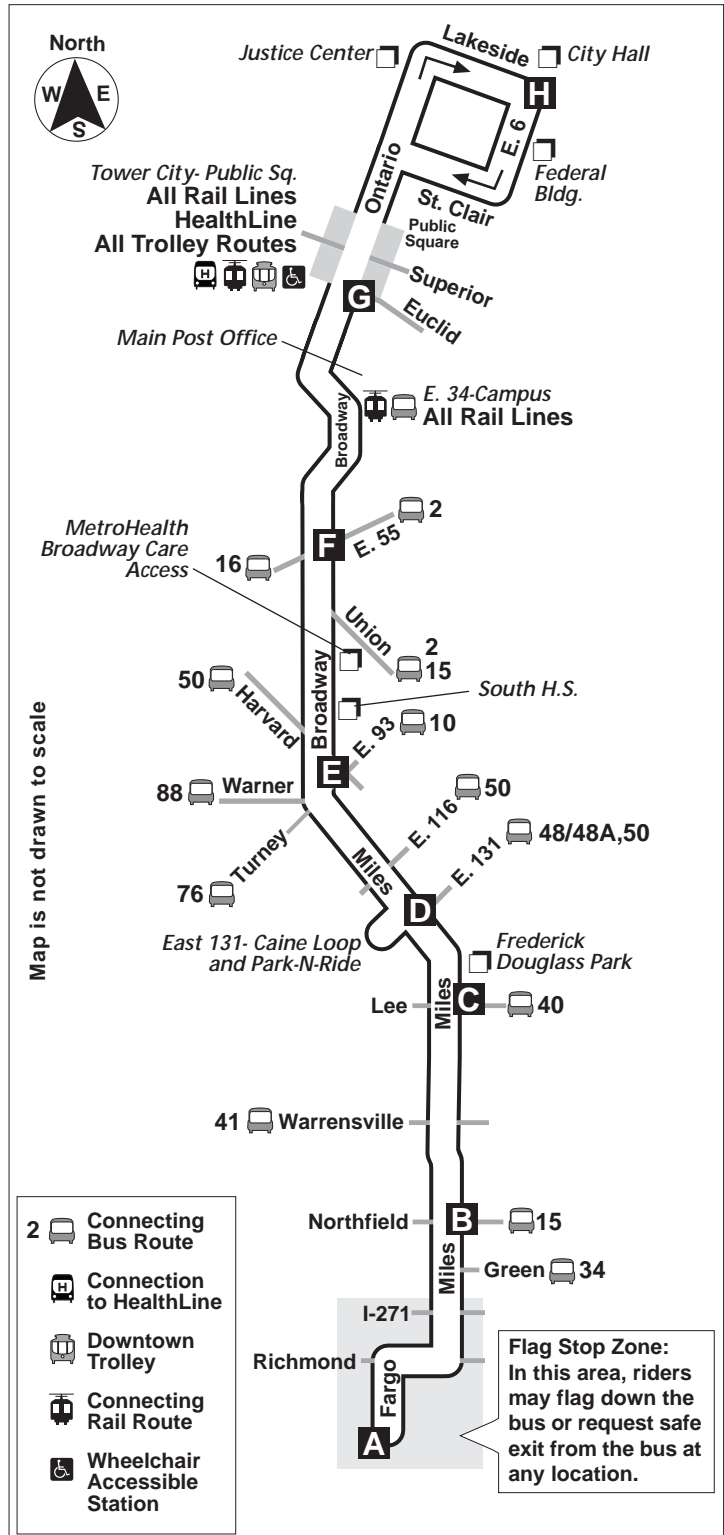 North
W E
S
Justice Center
Lakeside
City Hall
H
E. 6
Federal
Bldg.
Ontario
St. Clair
Tower City- Public Sq.
All Rail Lines
HealthLine
All Trolley Routes
H
Public
Square
Superior
G
Euclid
Main Post Office
Broadway
E. 34-Campus
All Rail Lines
2
MetroHealth
Broadway Care
Access
F
E. 55
16
Union
2
15
50
Harvard
Broadway
South H.S.
E. 93
10
E
88
Warner
E. 116
50
Turney
76
Miles
E. 131
48/48A,50
D
Map is not drawn to scale
East 131- Caine Loop
and Park-N-Ride
Frederick
Douglass Park
Lee
Miles
C
40
41
Warrensville
Northfield
B
15
Miles
Green
34
I-271
Richmond
Fargo
A
Flag Stop Zone:
In this area, riders
may flag down the
bus or request safe
exit from the bus at
any location.
2 Connecting
Bus Route
H Connection
to HealthLine
Downtown
Trolley
Connecting
Rail Route
Wheelchair
Accessible
Station